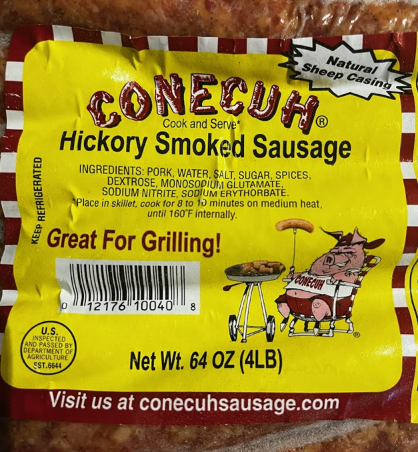 Natural
Sheep Casing
CONECUH®
Cook and Serve*
Hickory Smoked Sausage
INGREDIENTS: PORK, WATER, SALT, SUGAR, SPICES,
DEXTROSE, MONOSODIUM GLUTAMATE,
SODIUM NITRITE, SODIUM ERYTHORBATE.
*Place in skillet, cook for 8 to 10 minutes on medium heat,
until 160°F internally.
KEEP REFRIGERATED
Great For Grilling!
CONECUH
®
0 12176 10040 8
U.S.
INSPECTED
AND PASSED BY
DEPARTMENT OF
AGRICULTURE
EST.6644
Net Wt. 64 OZ (4LB)
Visit us at conecuhsausage.com